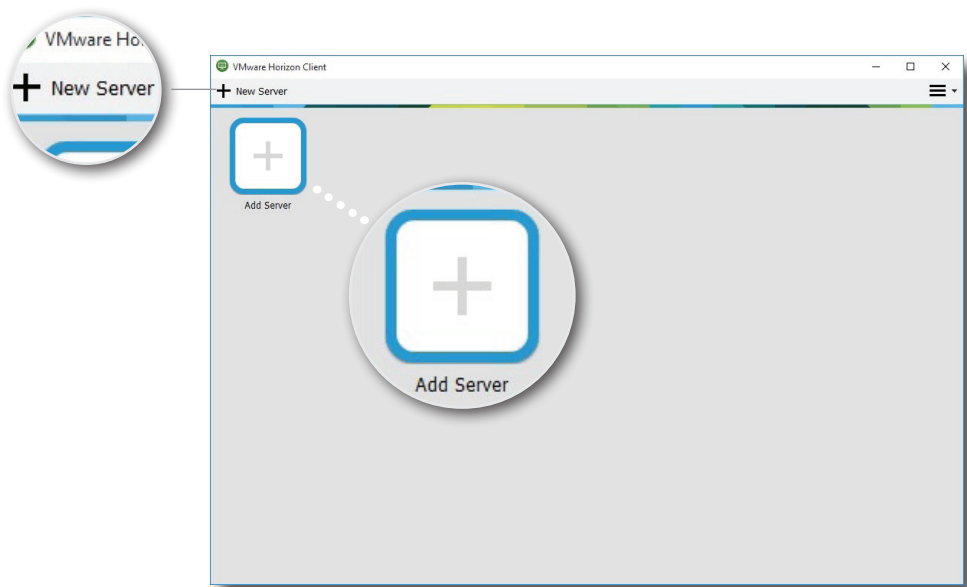 VMware Ho
New Server
VMware Horizon Client
New Server
Add Server
Add Server